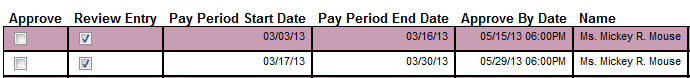 Approve Review Entry Pay Period Start Date Pay Period End Date Approve By Date Name
03/03/13 03/16/13 05/15/13 06:00PM Ms. Mickey R. Mouse
03/17/13 03/30/13 05/29/13 06:00PM Ms. Mickey R. Mouse